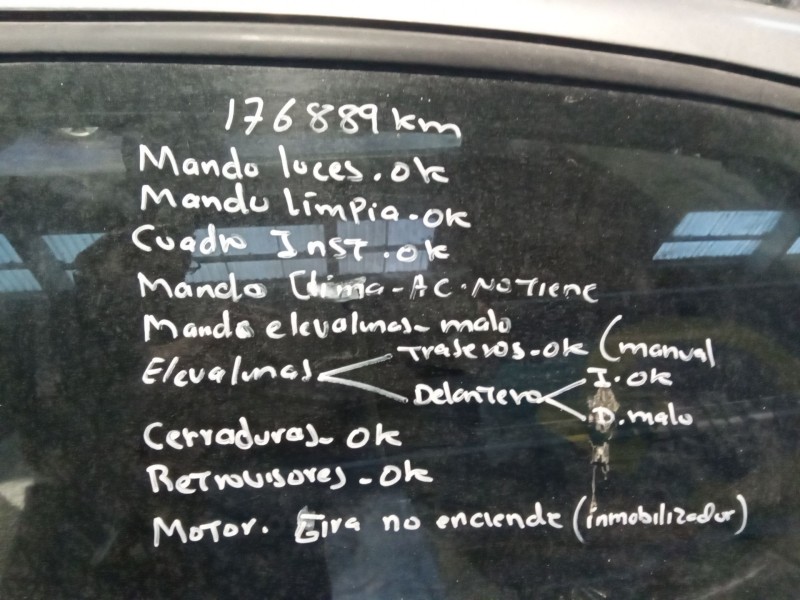 176889 km
Mando luces. ok
Mando limpia. ok
Cuadro Inst. ok
Mando Clima - AC. No Tiene
Mando elevalunas - malo
Elevalunas Traseros - ok (manual
Delantero I. ok
D. malo
Cerraduras - ok
Retrovisores - ok
Motor. Gira no enciende (inmobilizador)